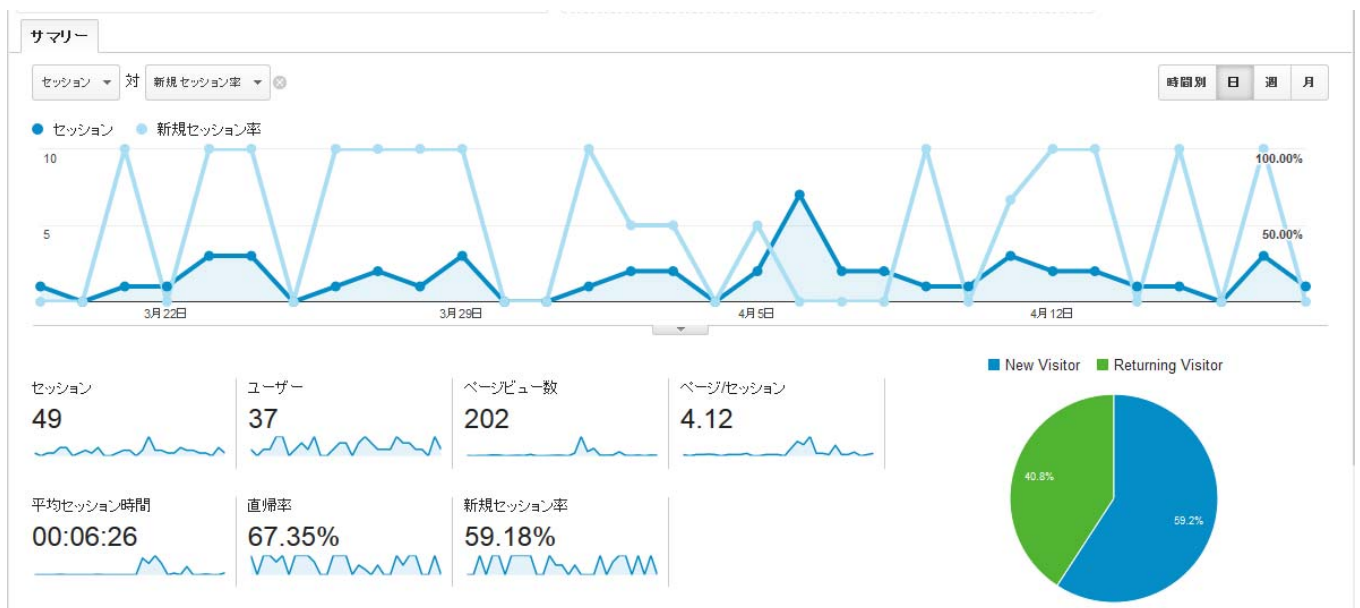 サマリー
セッション 対 新規セッション率
時間別 日 週 月
セッション 新規セッション率
10 100.00%
5 50.00%
3月22日 3月29日 4月5日 4月12日
New Visitor Returning Visitor
セッション ユーザー ページビュー数 ページ/セッション
49 37 202 4.12
40.8%
59.2%
平均セッション時間 直帰率 新規セッション率
00:06:26 67.35% 59.18%